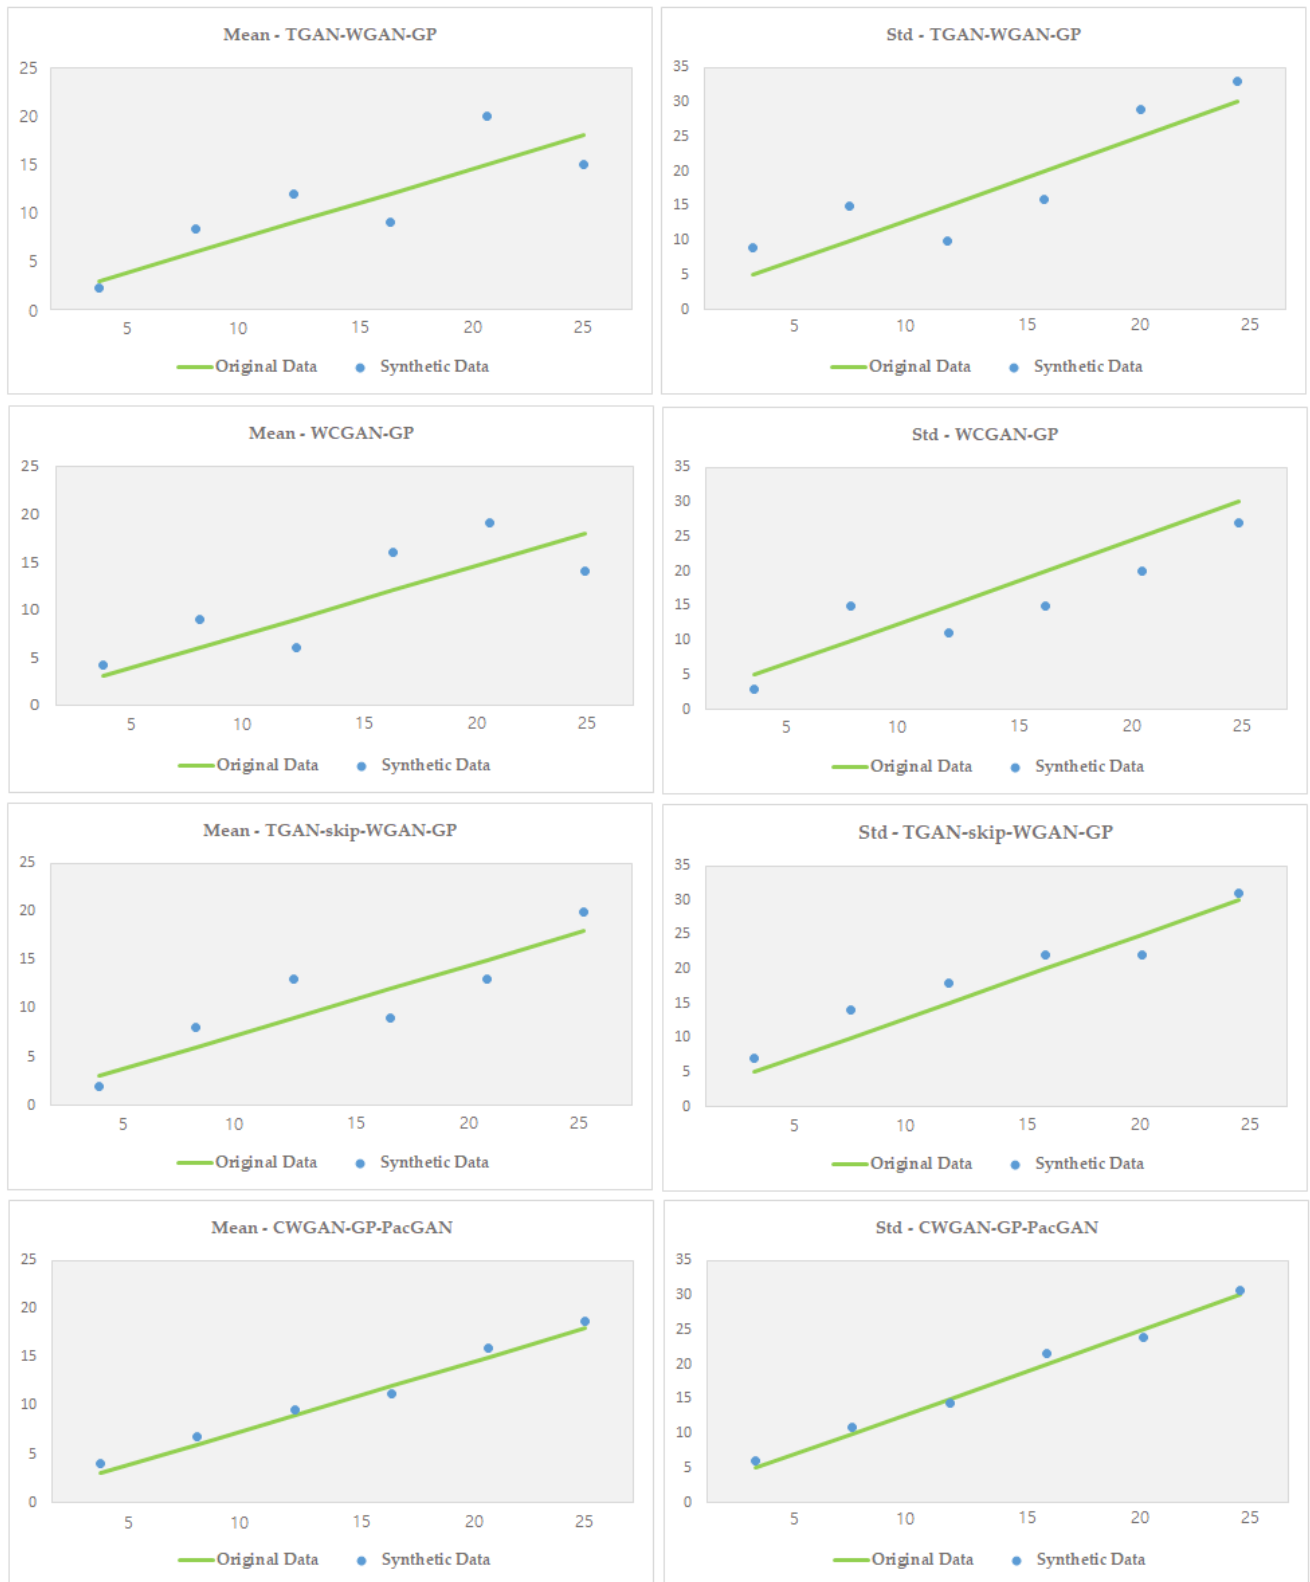 Mean - TGAN-WGAN-GP
25
20
15
10
5
0
5 10 15 20 25
Original Data Synthetic Data
Std - TGAN-WGAN-GP
35
30
25
20
15
10
5
0
5 10 15 20 25
Original Data Synthetic Data
Mean - WCGAN-GP
25
20
15
10
5
0
5 10 15 20 25
Original Data Synthetic Data
Std - WCGAN-GP
35
30
25
20
15
10
5
0
5 10 15 20 25
Original Data Synthetic Data
Mean - TGAN-skip-WGAN-GP
25
20
15
10
5
0
5 10 15 20 25
Original Data Synthetic Data
Std - TGAN-skip-WGAN-GP
35
30
25
20
15
10
5
0
5 10 15 20 25
Original Data Synthetic Data
Mean - CWGAN-GP-PacGAN
25
20
15
10
5
0
5 10 15 20 25
Original Data Synthetic Data
Std - CWGAN-GP-PacGAN
35
30
25
20
15
10
5
0
5 10 15 20 25
Original Data Synthetic Data